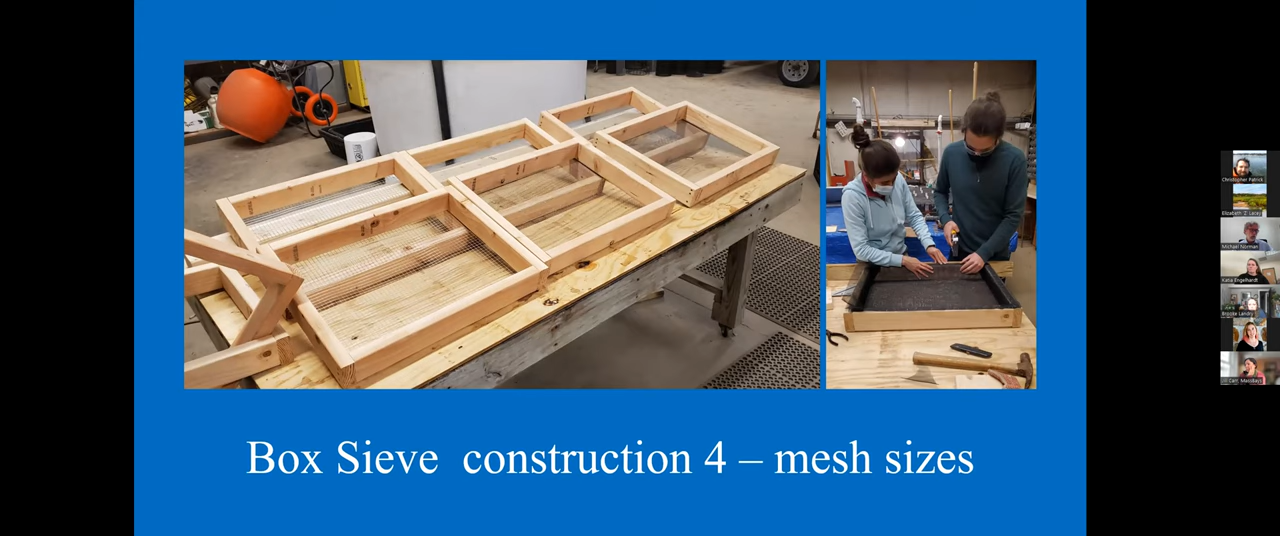 Box Sieve  construction 4 – mesh sizes
Christopher Patrick
Elizabeth Z. Lacey
Michael Norman
Katie Engelhardt
Brooke Landry